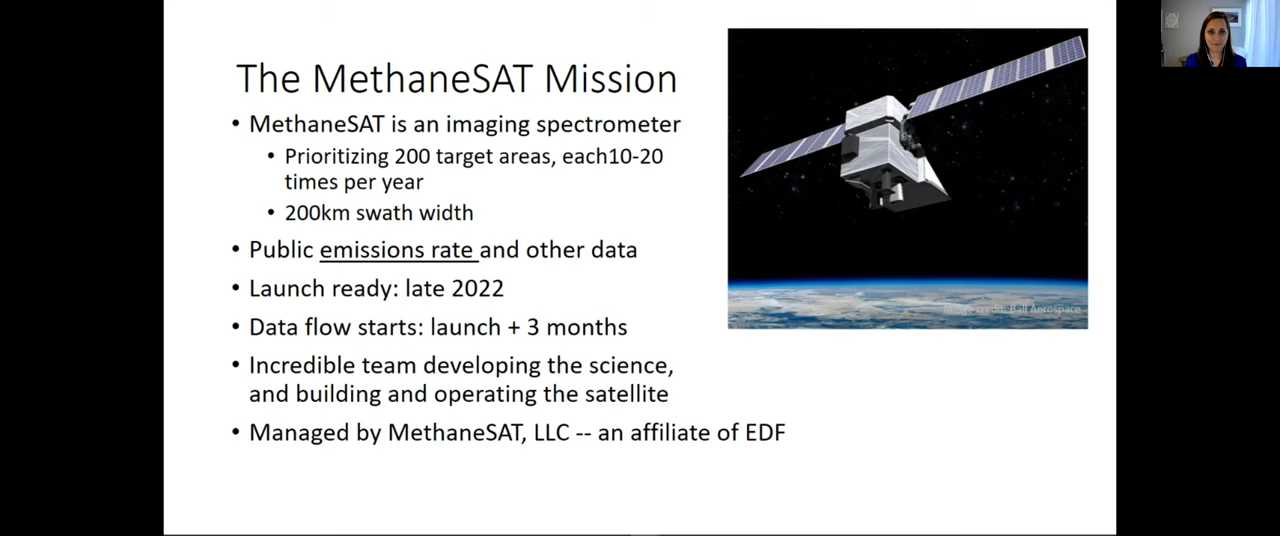 The MethaneSAT Mission
• MethaneSAT is an imaging spectrometer
• Prioritizing 200 target areas, each10-20
times per year
• 200km swath width
• Public emissions rate and other data
• Launch ready: late 2022
• Data flow starts: launch + 3 months
• Incredible team developing the science,
and building and operating the satellite
• Managed by MethaneSAT, LLC -- an affiliate of EDF
Image credit: Ball Aerospace